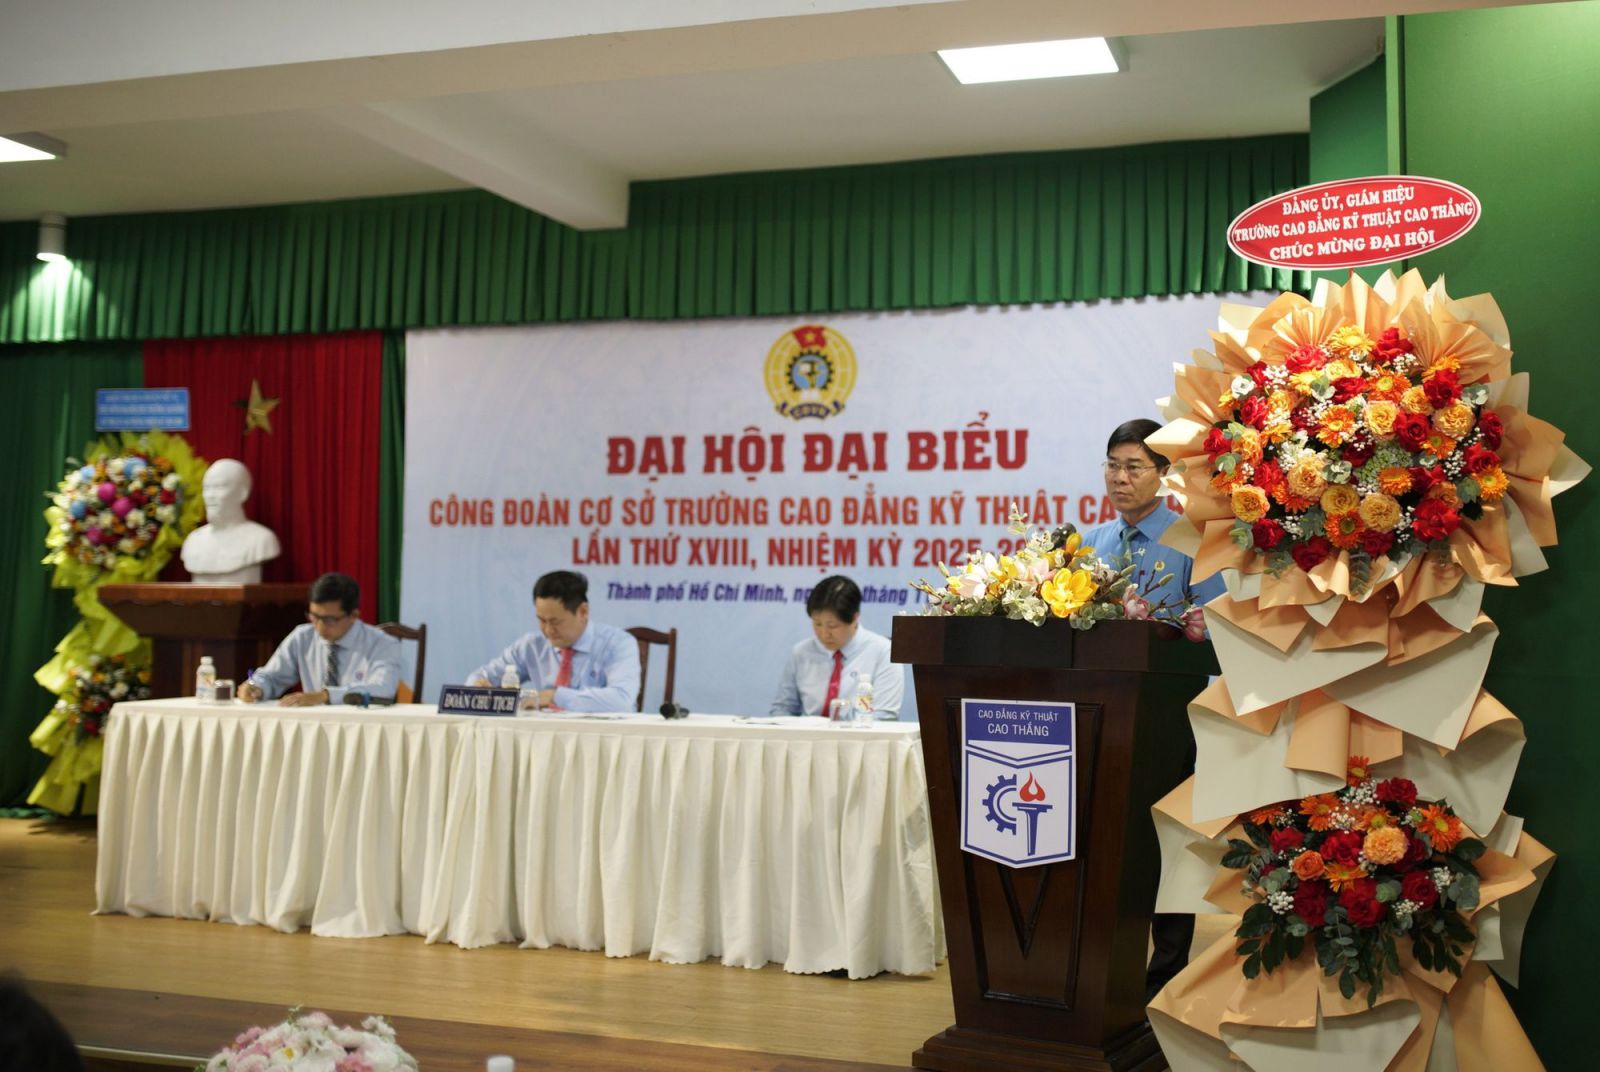 ĐẢNG ỦY, GIÁM HIỆU
TRƯỜNG CAO ĐẲNG KỸ THUẬT CAO THẮNG
CHÚC MỪNG ĐẠI HỘI
ĐẠI HỘI ĐẠI BIỂU
CÔNG ĐOÀN CƠ SỞ TRƯỜNG CAO ĐẲNG KỸ THUẬT
LẦN THỨ XVIII, NHIỆM KỲ 2025-2
Thành phố Hồ Chí Minh, tháng
ĐOÀN CHỦ TỊCH
CAO ĐẲNG KỸ THUẬT
CAO THẮNG